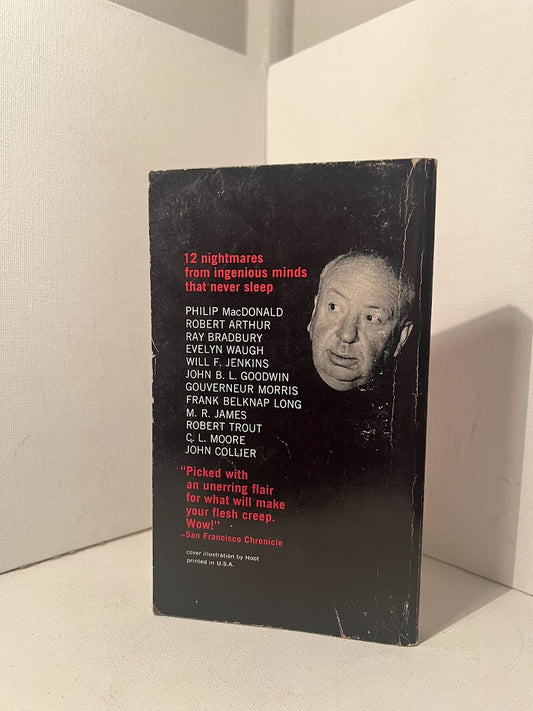 12 nightmares
from ingenious minds
that never sleep
PHILIP MacDONALD
ROBERT ARTHUR
RAY BRADBURY
EVELYN WAUGH
WILL F. JENKINS
JOHN B. L. GOODWIN
GOUVERNEUR MORRIS
FRANK BELKNAP LONG
M. R. JAMES
ROBERT TROUT
C. L. MOORE
JOHN COLLIER
"Picked with
an unerring flair
for what will make
your flesh creep.
Wow!"
–San Francisco Chronicle
cover illustration by Hoot
printed in U.S.A.